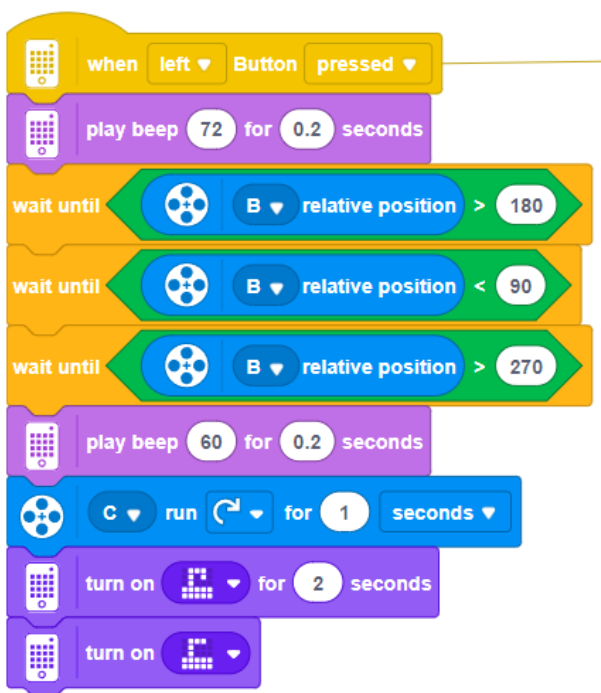 when left Button pressed
play beep 72 for 0.2 seconds
wait until B relative position > 180
wait until B relative position < 90
wait until B relative position > 270
play beep 60 for 0.2 seconds
C run for 1 seconds
turn on for 2 seconds
turn on